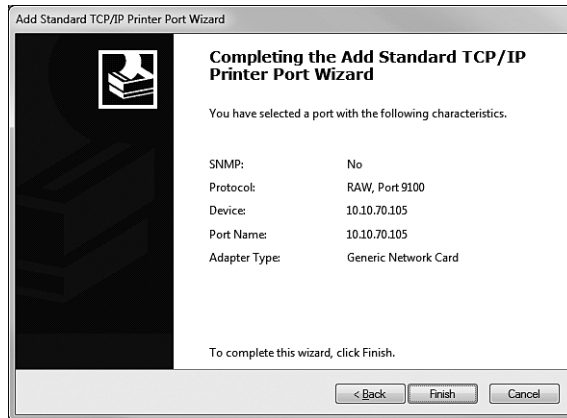 Add Standard TCP/IP Printer Port Wizard
Completing the Add Standard TCP/IP
Printer Port Wizard
You have selected a port with the following characteristics.
SNMP: No
Protocol: RAW, Port 9100
Device: 10.10.70.105
Port Name: 10.10.70.105
Adapter Type: Generic Network Card
To complete this wizard, click Finish.
< Back Finish Cancel